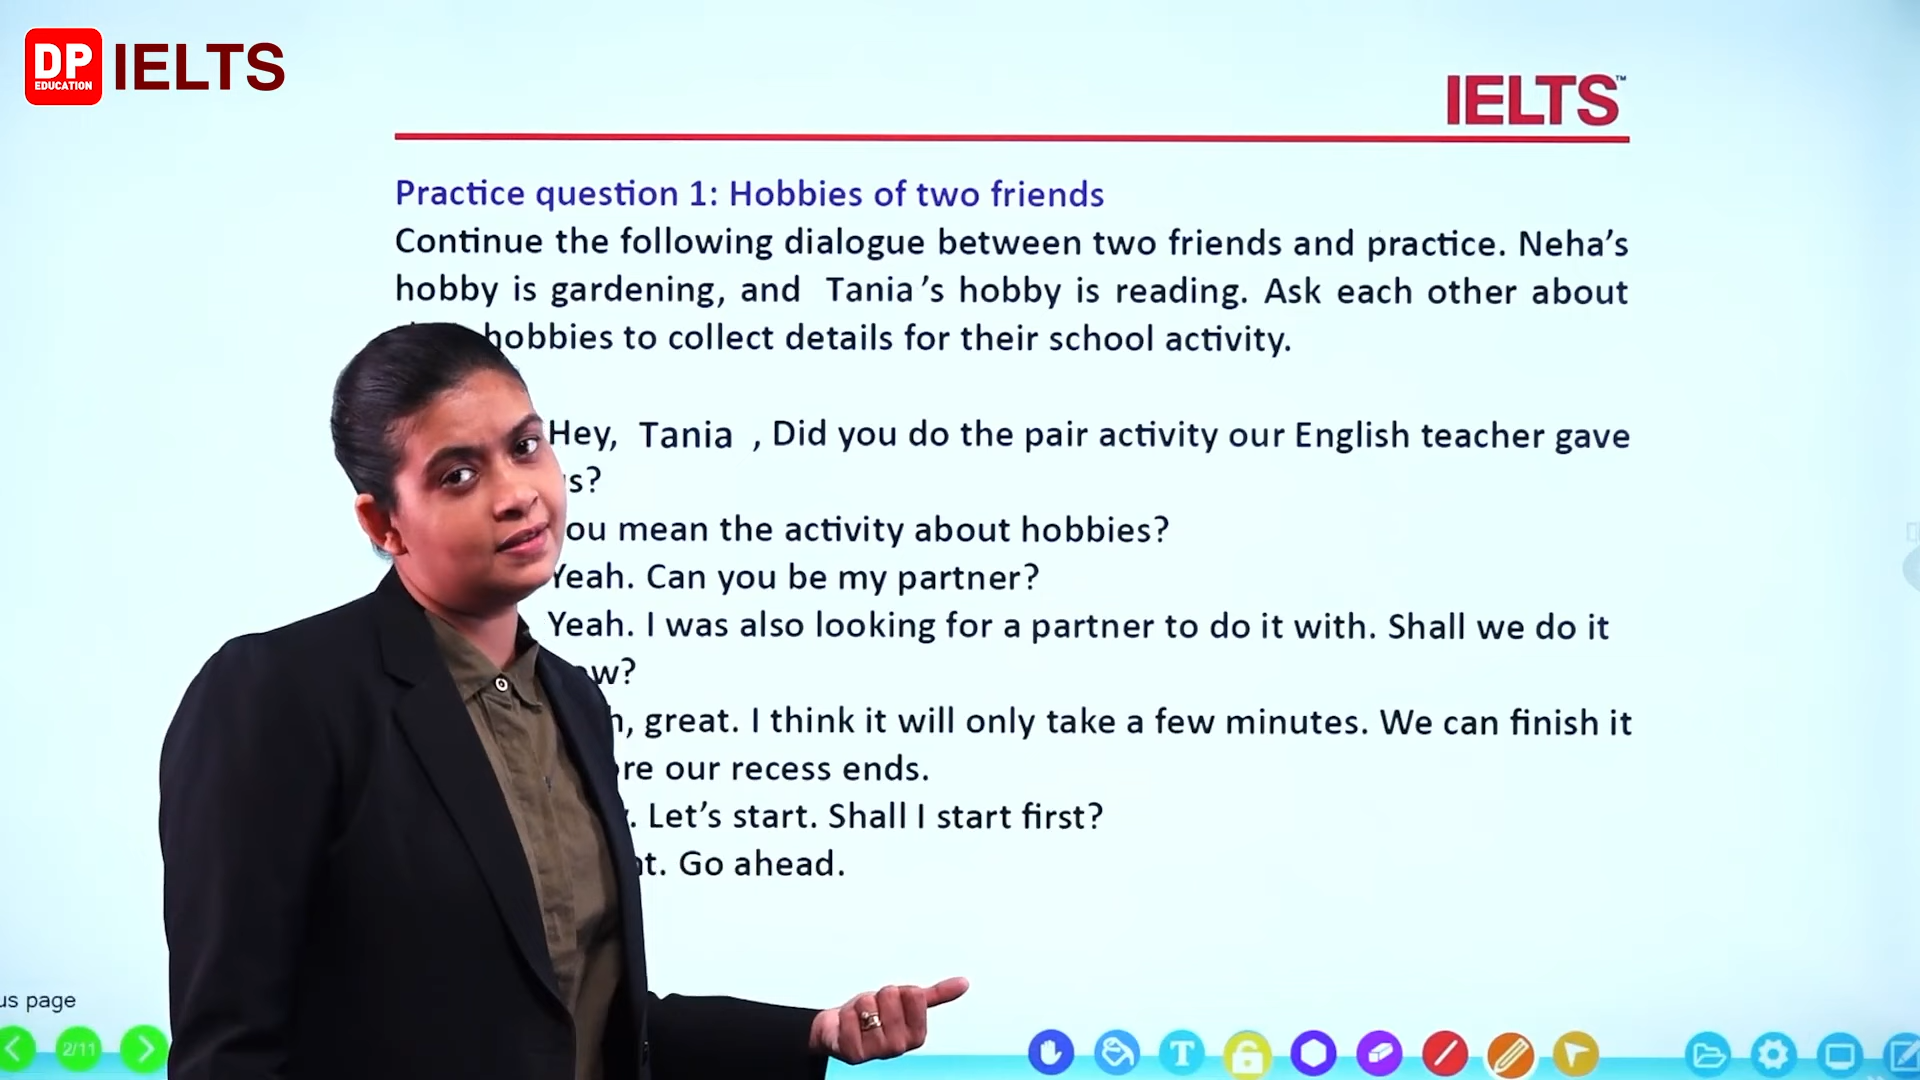 DP
EDUCATION
IELTS
IELTS™
Practice question 1: Hobbies of two friends
Continue the following dialogue between two friends and practice. Neha’s
hobby is gardening, and Tania’s hobby is reading. Ask each other about
hobbies to collect details for their school activity.
Hey, Tania , Did you do the pair activity our English teacher gave
s?
ou mean the activity about hobbies?
Yeah. Can you be my partner?
Yeah. I was also looking for a partner to do it with. Shall we do it
w?
, great. I think it will only take a few minutes. We can finish it
re our recess ends.
. Let’s start. Shall I start first?
t. Go ahead.
us page
2/11
T